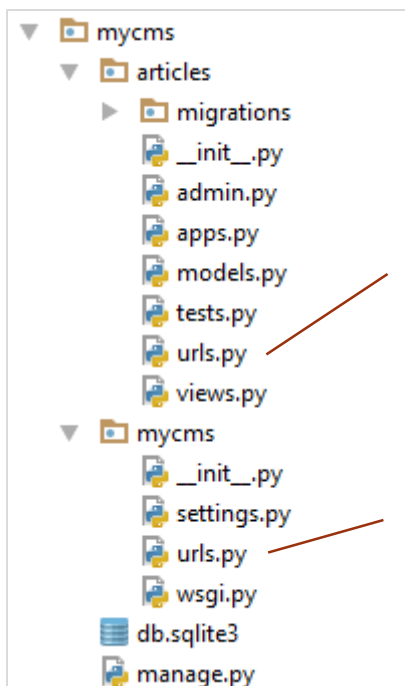 mycms
articles
migrations
__init__.py
admin.py
apps.py
models.py
tests.py
urls.py
views.py
mycms
__init__.py
settings.py
urls.py
wsgi.py
db.sqlite3
manage.py